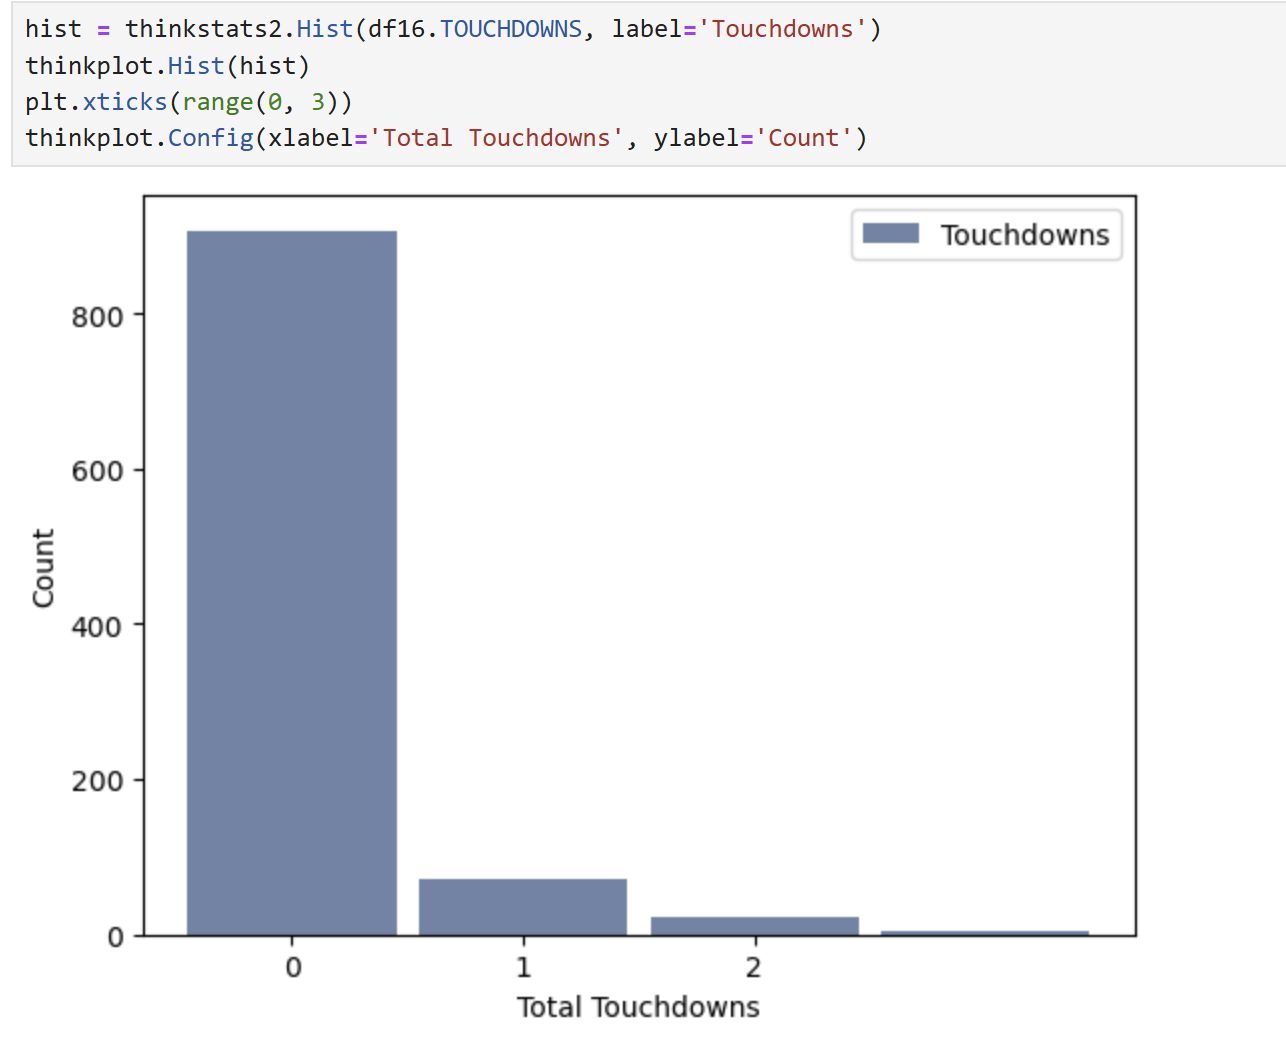 hist = thinkstats2.Hist(df16.TOUCHDOWNS, label='Touchdowns')
thinkplot.Hist(hist)
plt.xticks(range(0, 3))
thinkplot.Config(xlabel='Total Touchdowns', ylabel='Count')
Touchdowns
800
600
400
200
0
Count
0 1 2
Total Touchdowns